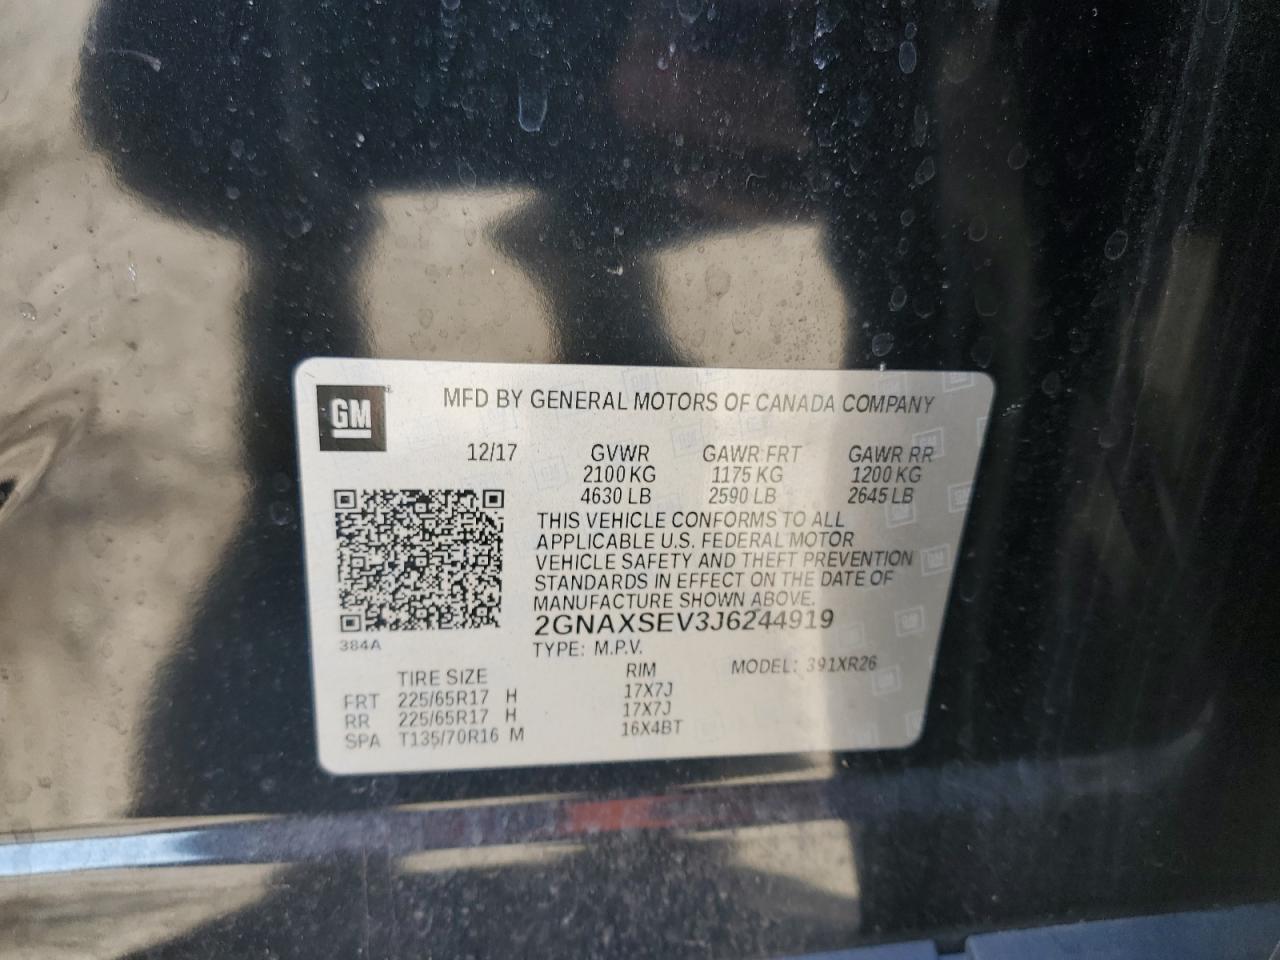 GM
MFD BY GENERAL MOTORS OF CANADA COMPANY
12/17 GVWR GAWR FRT GAWR RR
2100 KG 1175 KG 1200 KG
4630 LB 2590 LB 2645 LB
THIS VEHICLE CONFORMS TO ALL
APPLICABLE U.S. FEDERAL MOTOR
VEHICLE SAFETY AND THEFT PREVENTION
STANDARDS IN EFFECT ON THE DATE OF
MANUFACTURE SHOWN ABOVE.
2GNAXSEV3J6244919
384A
TYPE: M.P.V.
TIRE SIZE RIM MODEL: 391XR26
FRT 225/65R17 H 17X7J
RR 225/65R17 H 17X7J
SPA T135/70R16 M 16X4BT